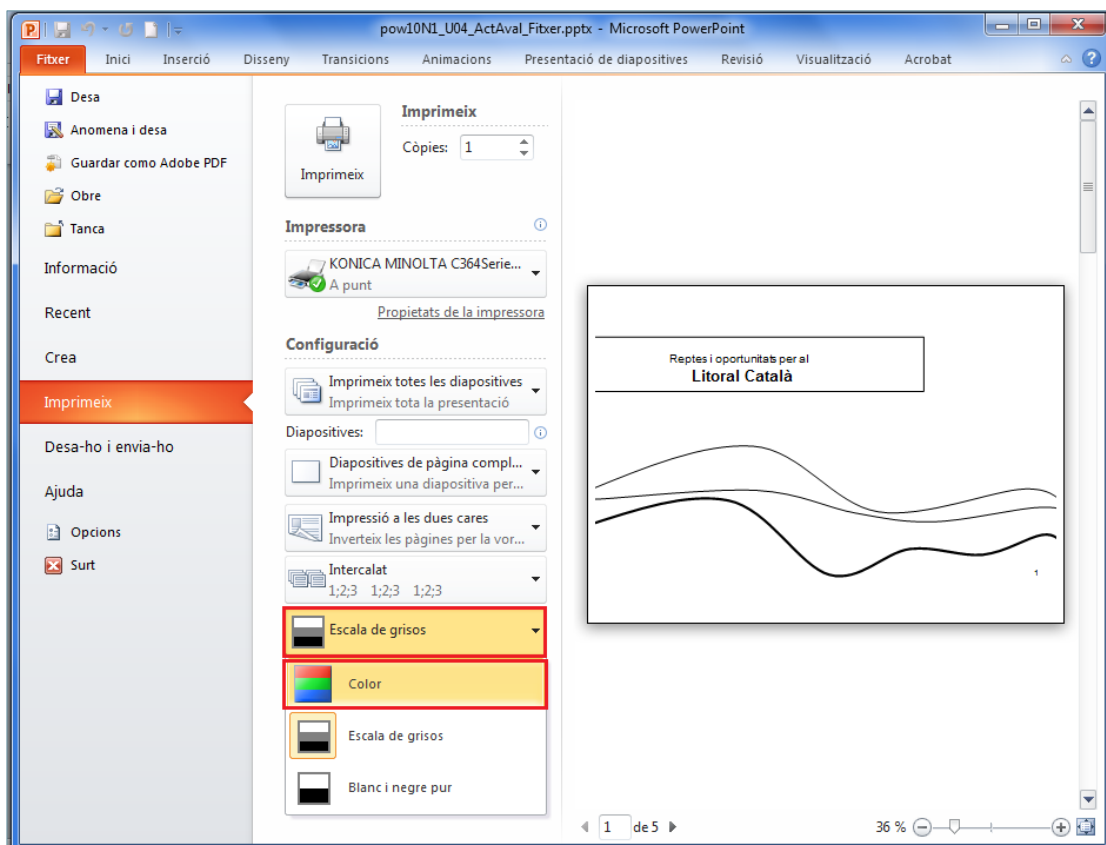 pow10N1_U04_ActAval_Fitxer.pptx - Microsoft PowerPoint
Fitxer Inici Inserció Disseny Transicions Animacions Presentació de diapositives Revisió Visualització Acrobat
Desa
Anomena i desa
Guardar como Adobe PDF
Obre
Tanca
Informació
Recent
Crea
Imprimeix
Desa-ho i envia-ho
Ajuda
Opcions
Surt
Imprimeix
Imprimeix
Còpies: 1
Impressora
KONICA MINOLTA C364Serie...
A punt
Propietats de la impressora
Configuració
Imprimeix totes les diapositives
Imprimeix tota la presentació
Diapositives:
Diapositives de pàgina compl...
Imprimeix una diapositiva per...
Impressió a les dues cares
Inverteix les pàgines per la vor...
Intercalat
1;2;3 1;2;3 1;2;3
Escala de grisos
Color
Escala de grisos
Blanc i negre pur
Reptes i oportunitats per al
Litoral Català
1
1 de 5
36 %